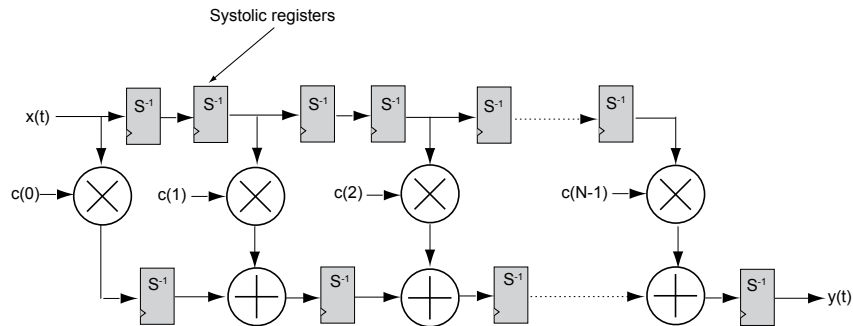 Systolic registers
S-1 S-1 S-1 S-1 S-1 S-1
x(t)
c(0) c(1) c(2) c(N-1)
S-1 S-1 S-1 S-1
y(t)